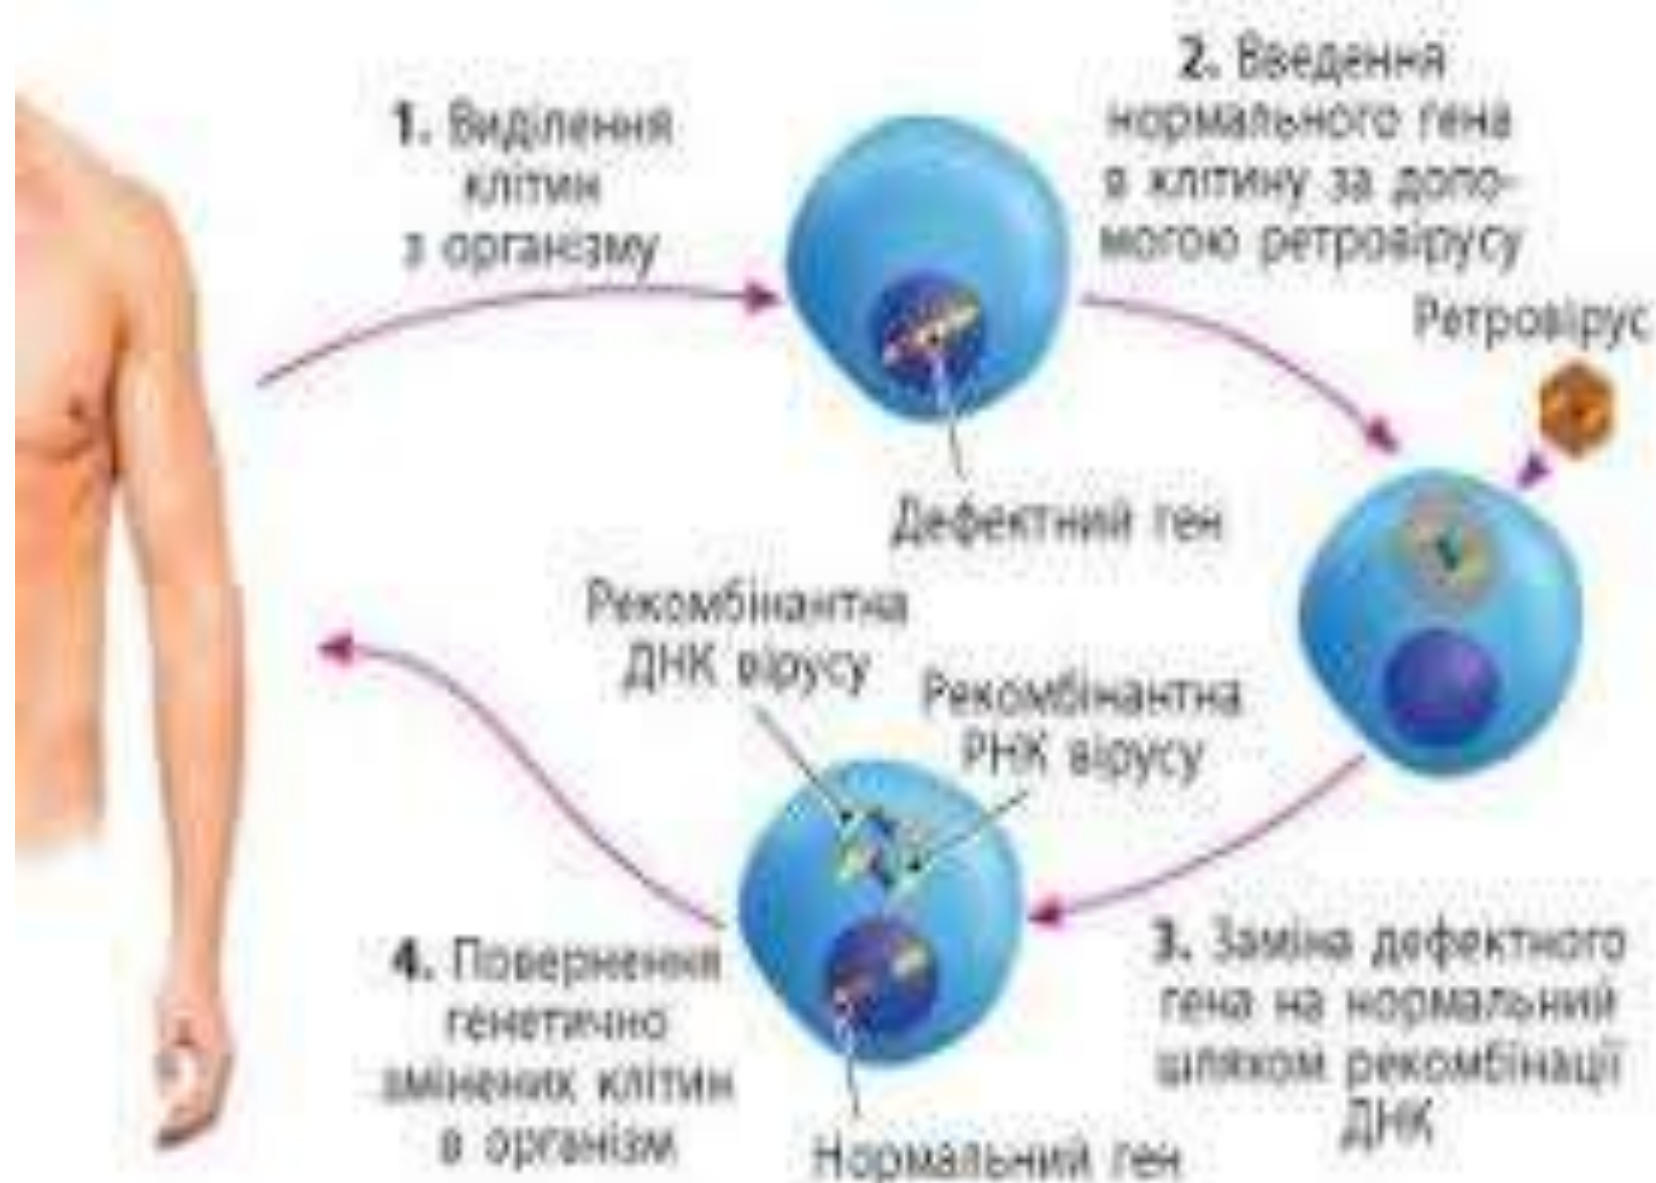 1. Виділення
клітин
з організму
2. Введення
нормального гена
в клітину за допо-
могою ретровірусу
Ретровірус
Дефектний ген
Рекомбінантна
ДНК вірусу
Рекомбінантна
РНК вірусу
3. Заміна дефектного
гена на нормальний
шляхом рекомбінації
ДНК
4. Повернення
генетично
змінених клітин
в організм
Нормальний ген